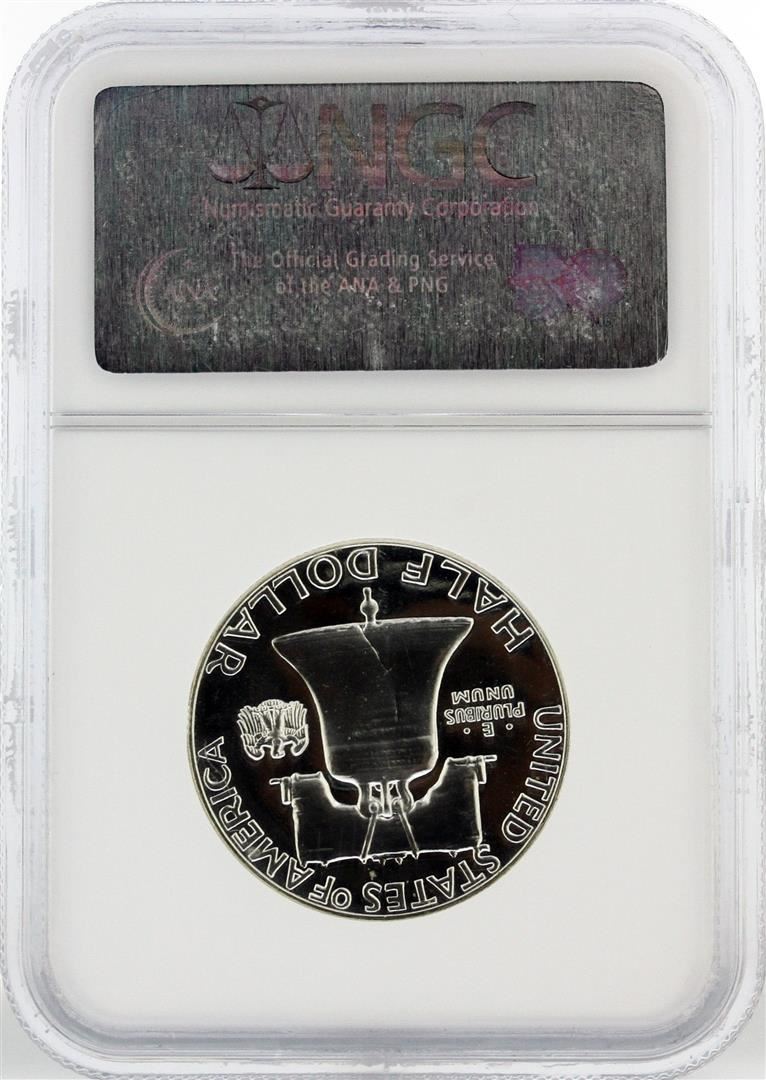 NGC
Numismatic Guaranty Corporation
The Official Grading Service
of the ANA & PNG
ANA
UNITED STATES OF AMERICA
E
PLURIBUS
UNUM
HALF DOLLAR